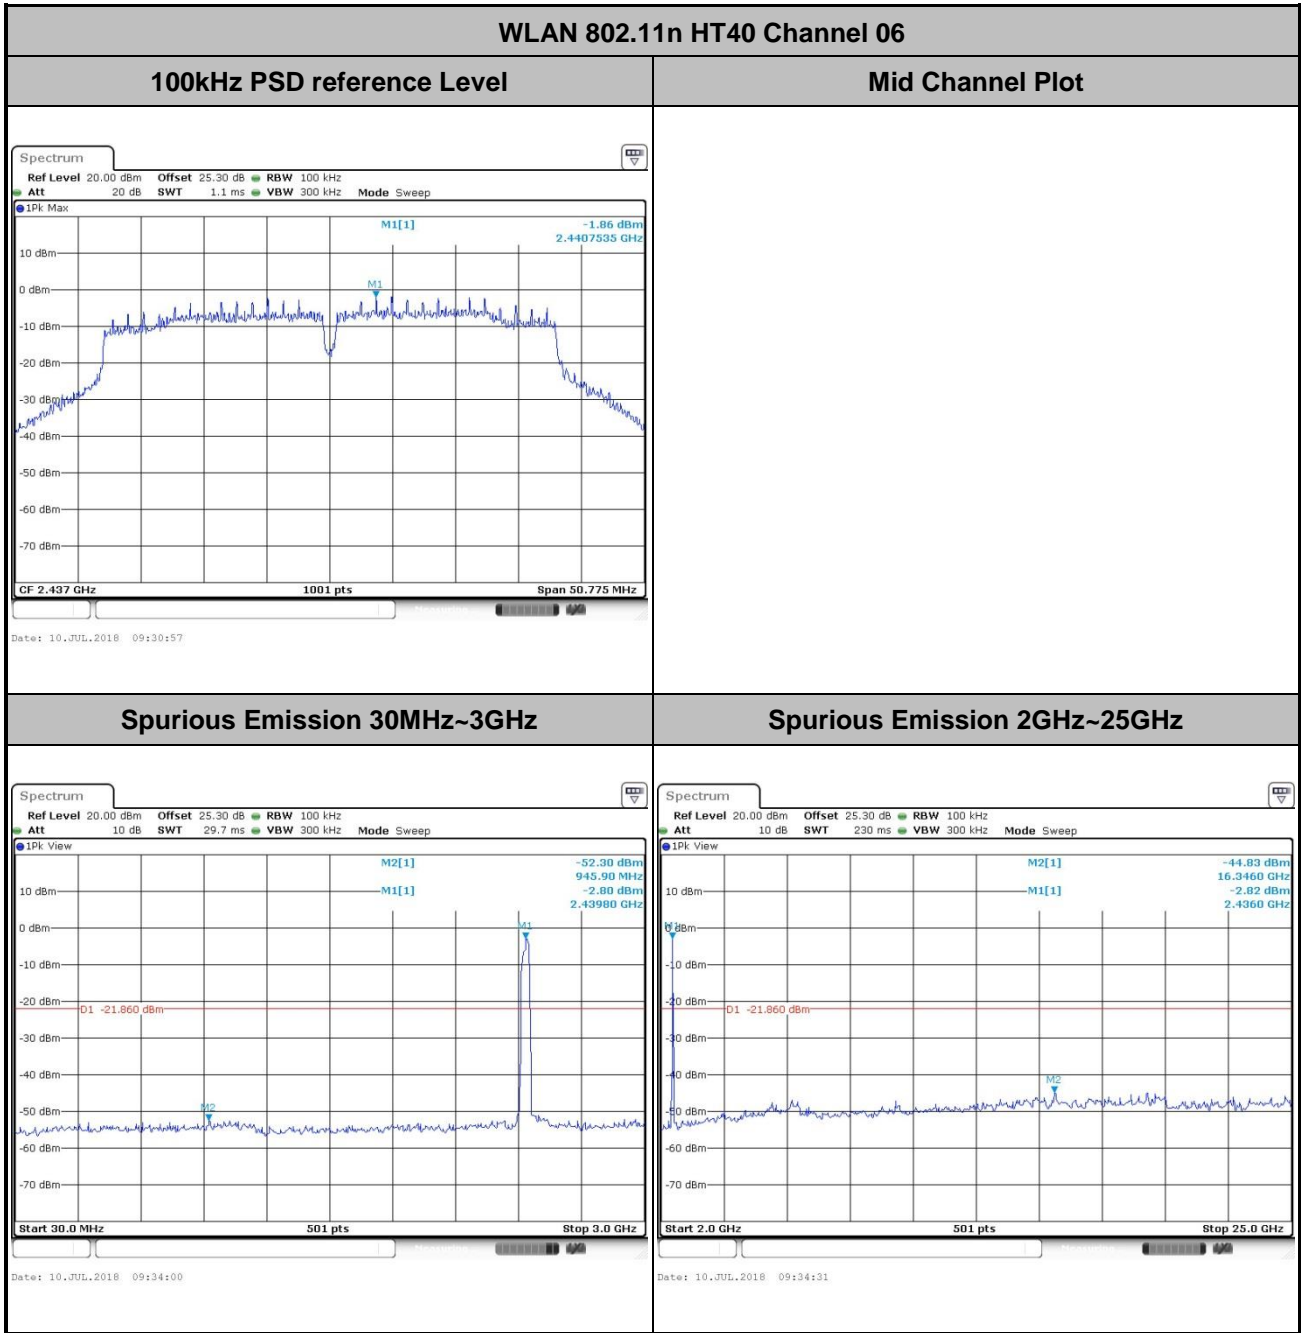 WLAN 802.11n HT40 Channel 06
100kHz PSD reference Level
Mid Channel Plot
Spectrum
Ref Level 20.00 dBm Offset 25.30 dB RBW 100 kHz
Att 20 dB SWT 1.1 ms VBW 300 kHz Mode Sweep
1Pk Max
M1[1] -1.86 dBm
2.4407535 GHz
10 dBm
M1
0 dBm
-10 dBm
-20 dBm
-30 dBm
-40 dBm
-50 dBm
-60 dBm
-70 dBm
CF 2.437 GHz 1001 pts Span 50.775 MHz
Date: 10.JUL.2018 09:30:57
Spurious Emission 30MHz~3GHz
Spurious Emission 2GHz~25GHz
Spectrum
Ref Level 20.00 dBm Offset 25.30 dB RBW 100 kHz
Att 10 dB SWT 29.7 ms VBW 300 kHz Mode Sweep
1Pk View
M2[1] -52.30 dBm
945.90 MHz
10 dBm M1[1] -2.80 dBm
2.43980 GHz
0 dBm M1
-10 dBm
-20 dBm
D1 -21.860 dBm
-30 dBm
-40 dBm
-50 dBm M2
-60 dBm
-70 dBm
Start 30.0 MHz 501 pts Stop 3.0 GHz
Date: 10.JUL.2018 09:34:00
Spectrum
Ref Level 20.00 dBm Offset 25.30 dB RBW 100 kHz
Att 10 dB SWT 230 ms VBW 300 kHz Mode Sweep
1Pk View
M2[1] -44.83 dBm
16.3460 GHz
10 dBm M1[1] -2.82 dBm
2.4360 GHz
M1
0 dBm
-10 dBm
-20 dBm
D1 -21.860 dBm
-30 dBm
-40 dBm M2
-50 dBm
-60 dBm
-70 dBm
Start 2.0 GHz 501 pts Stop 25.0 GHz
Date: 10.JUL.2018 09:34:31